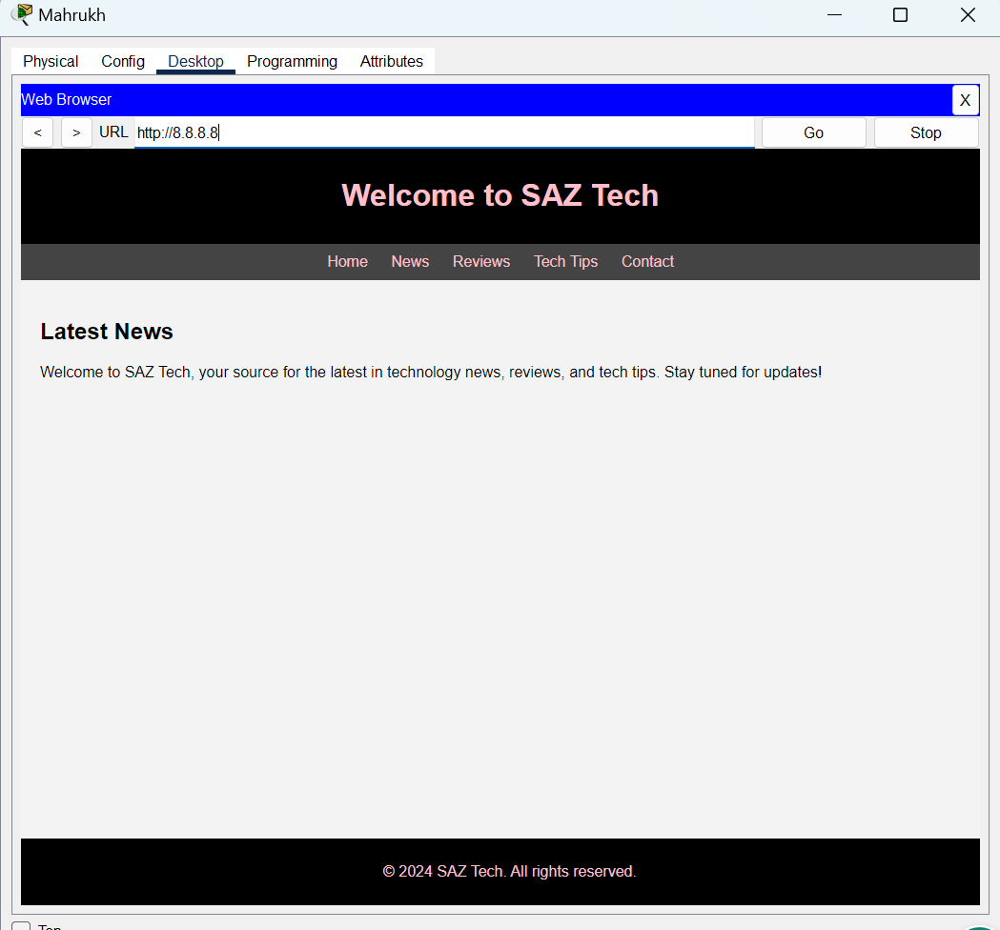 Mahrukh
Physical Config Desktop Programming Attributes
Web Browser X
< > URL http://8.8.8.8 Go Stop
Welcome to SAZ Tech
Home News Reviews Tech Tips Contact
Latest News
Welcome to SAZ Tech, your source for the latest in technology news, reviews, and tech tips. Stay tuned for updates!
© 2024 SAZ Tech. All rights reserved.
Top